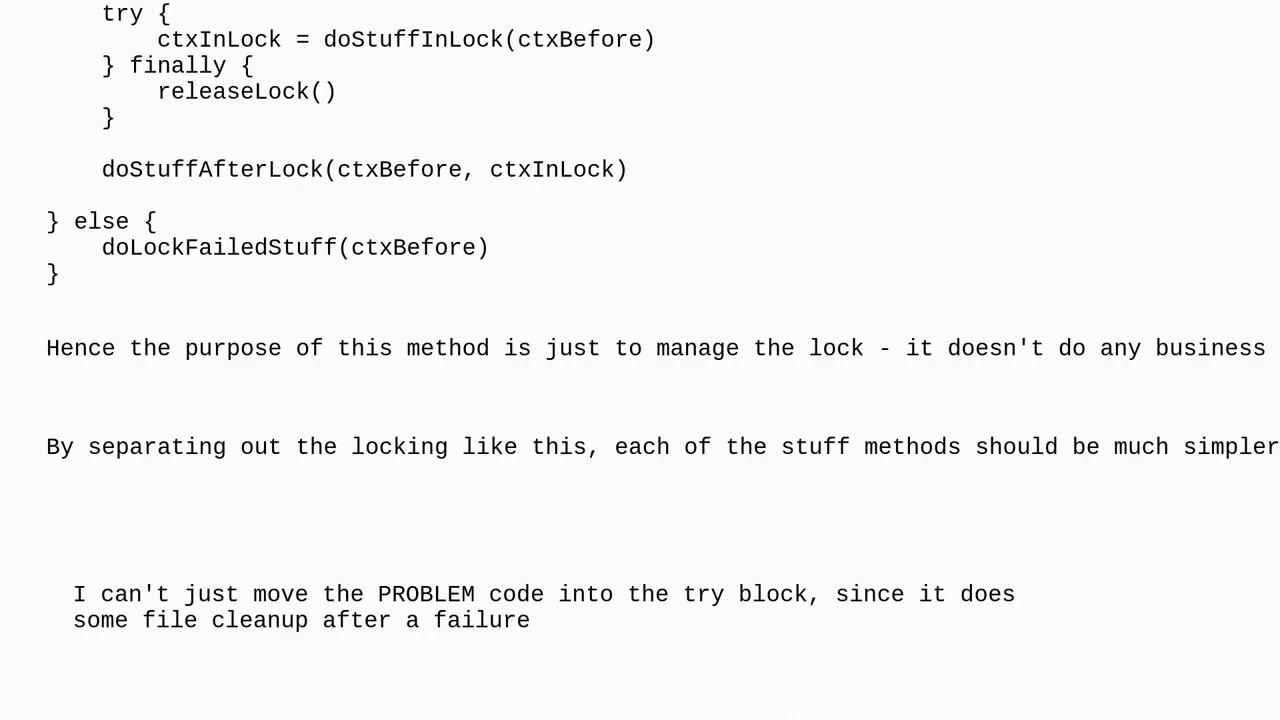 try {
ctxInLock = doStuffInLock(ctxBefore)
} finally {
releaseLock()
}
doStuffAfterLock(ctxBefore, ctxInLock)
} else {
doLockFailedStuff(ctxBefore)
}
Hence the purpose of this method is just to manage the lock - it doesn't do any business
By separating out the locking like this, each of the stuff methods should be much simpler
I can't just move the PROBLEM code into the try block, since it does
some file cleanup after a failure